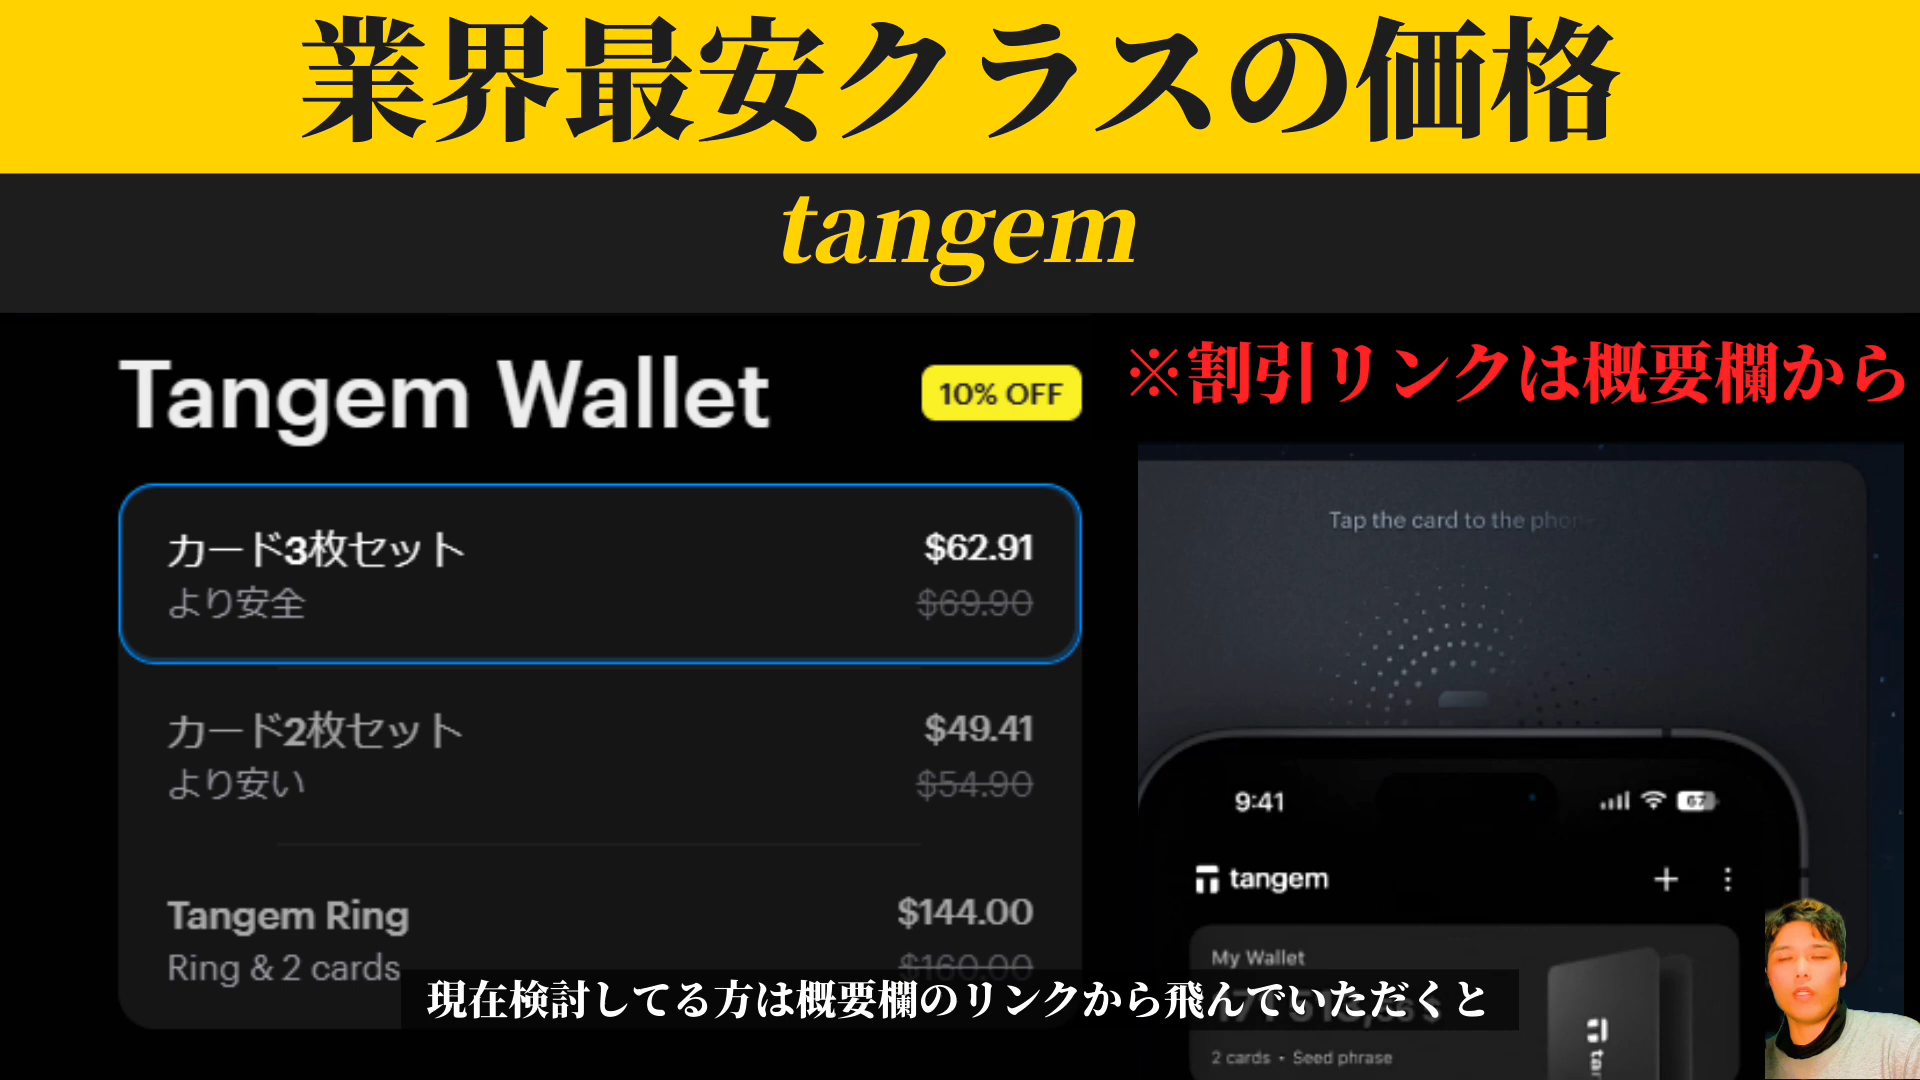 業界最安クラスの価格
tangem
Tangem Wallet
10% OFF
※割引リンクは概要欄から
カード3枚セット
$62.91
より安全
$69.90
カード2枚セット
$49.41
より安い
$54.90
Tangem Ring
$144.00
Ring & 2 cards
$160.00
Tap the card to the phone
9:41
67
tangem
My Wallet
2 cards • Seed phrase
現在検討してる方は概要欄のリンクから飛んでいただくと